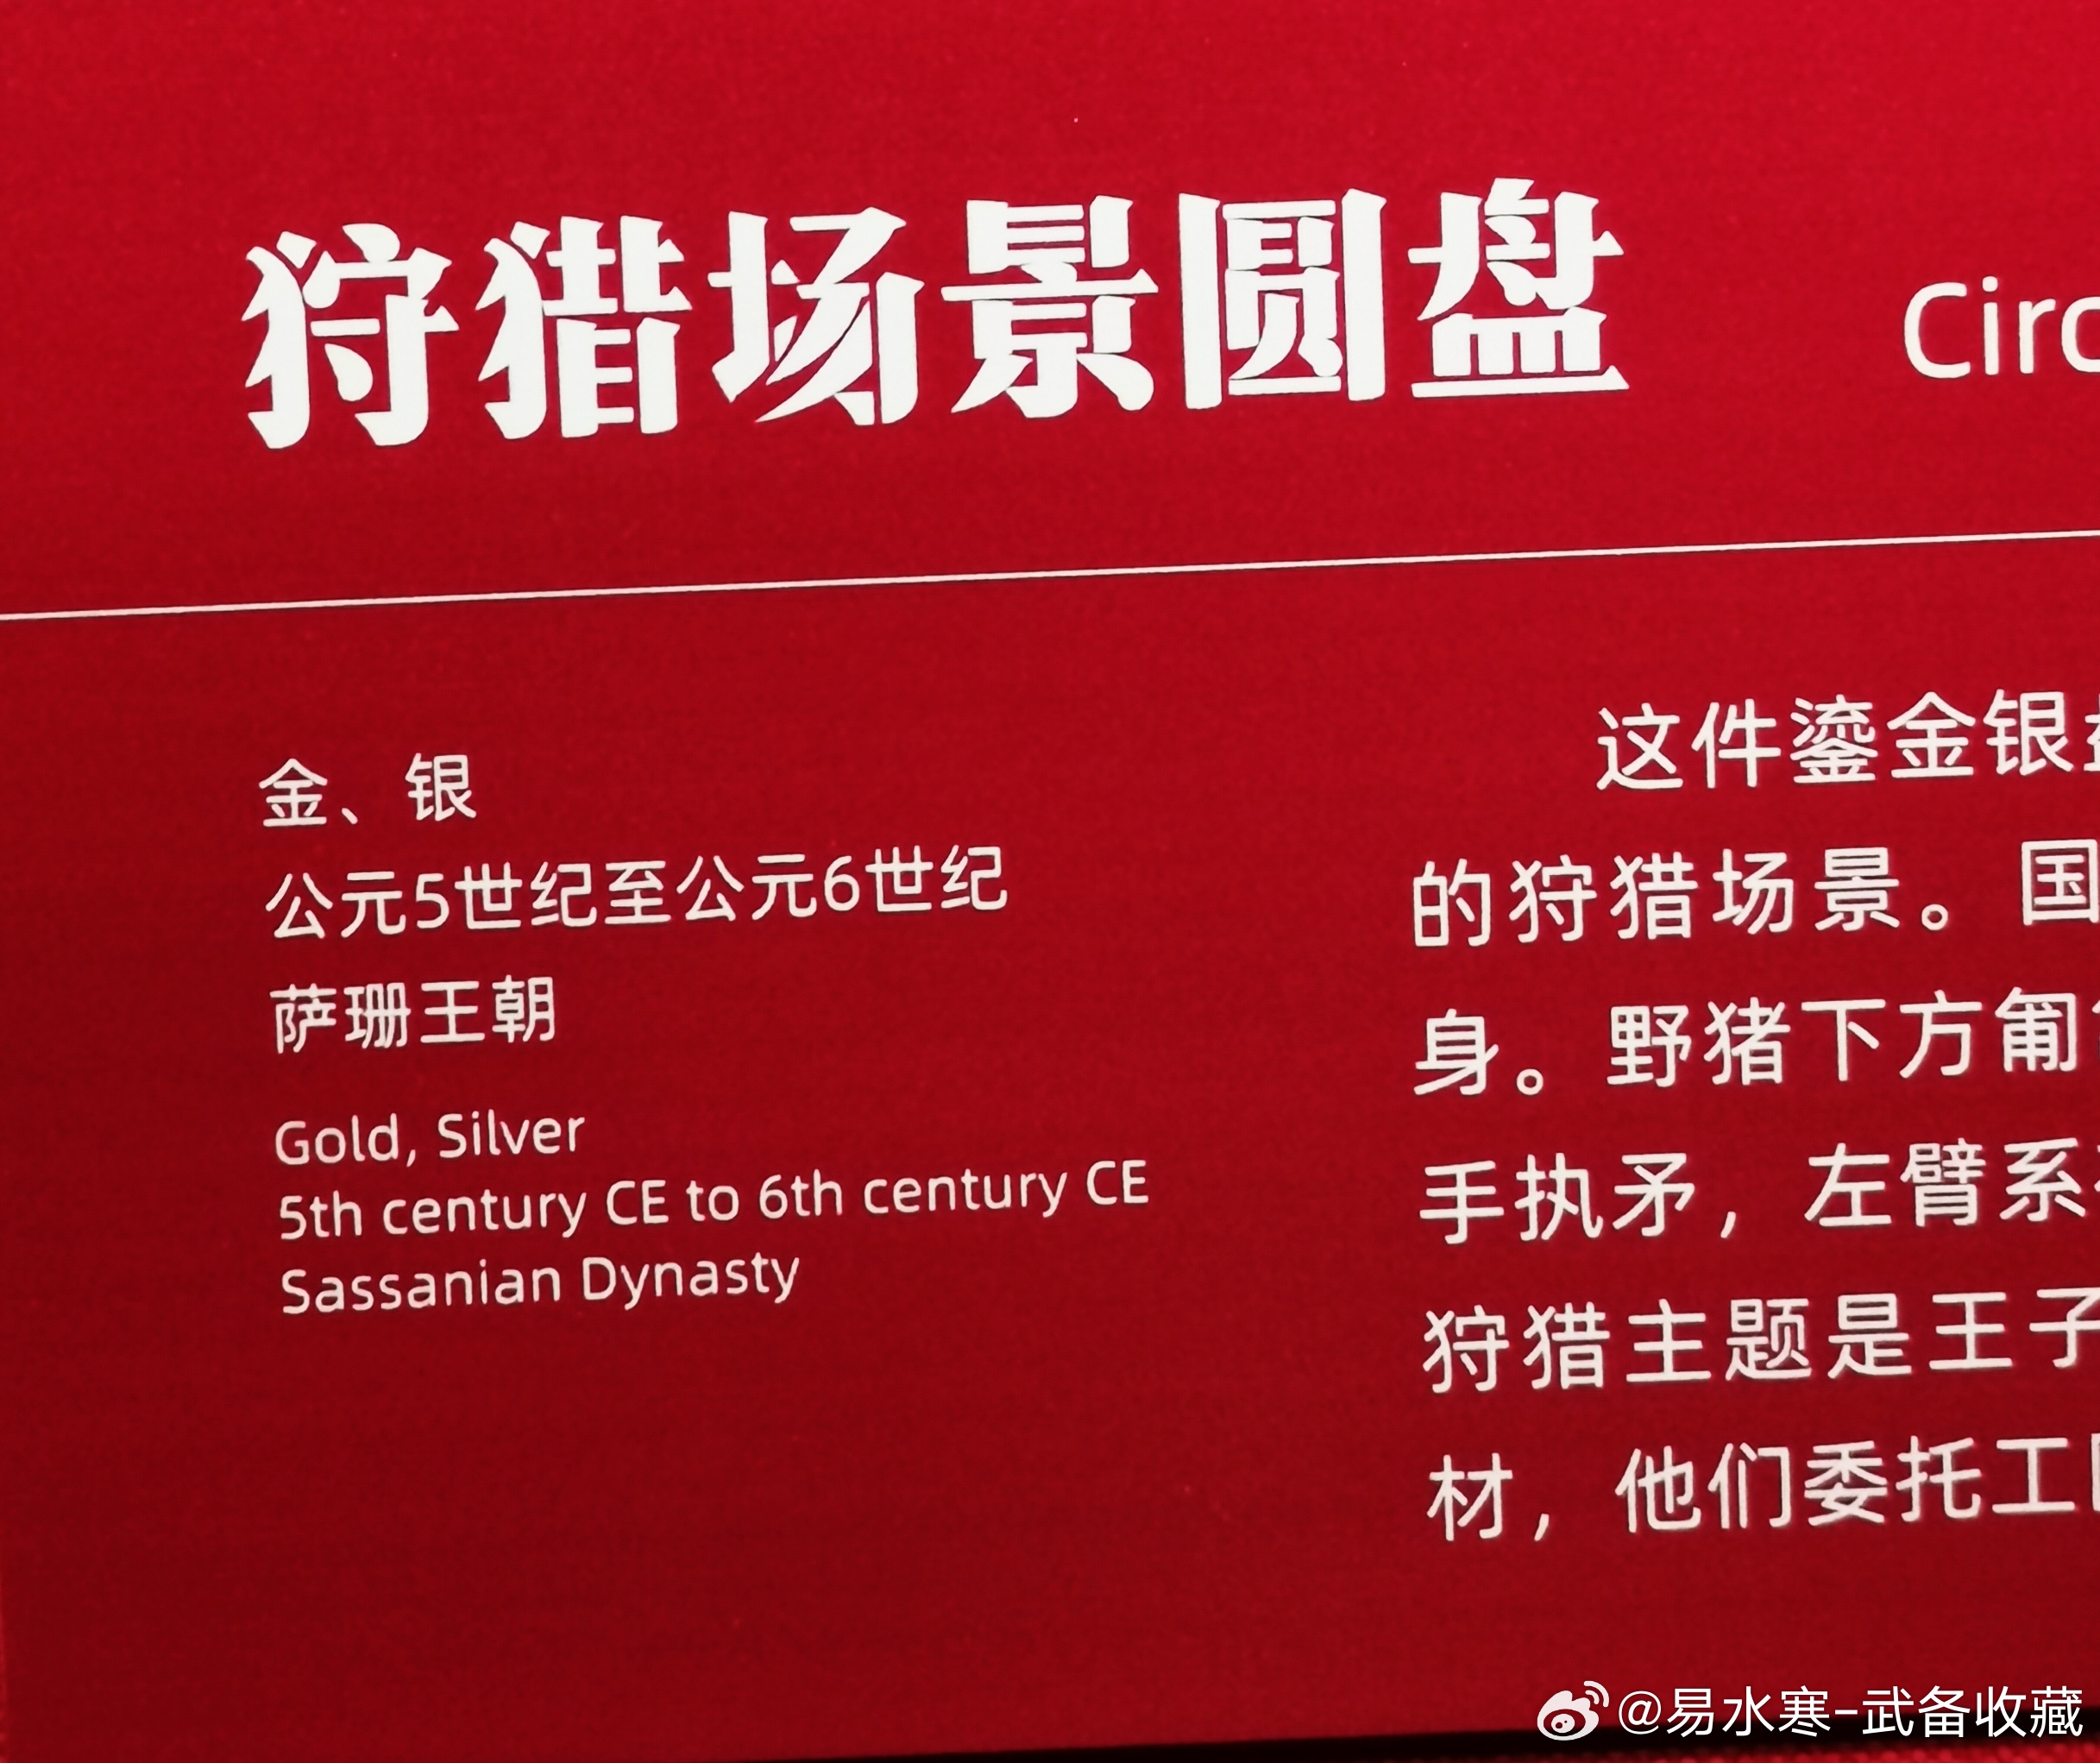 狩猎场景圆盘 Circ
金、银
公元5世纪至公元6世纪
萨珊王朝
Gold, Silver
5th century CE to 6th century CE
Sassanian Dynasty
这件鎏金银
的狩猎场景。国
身。野猪下方匍
手执矛，左臂系
狩猎主题是王子
材，他们委托工
@易水寒-武备收藏